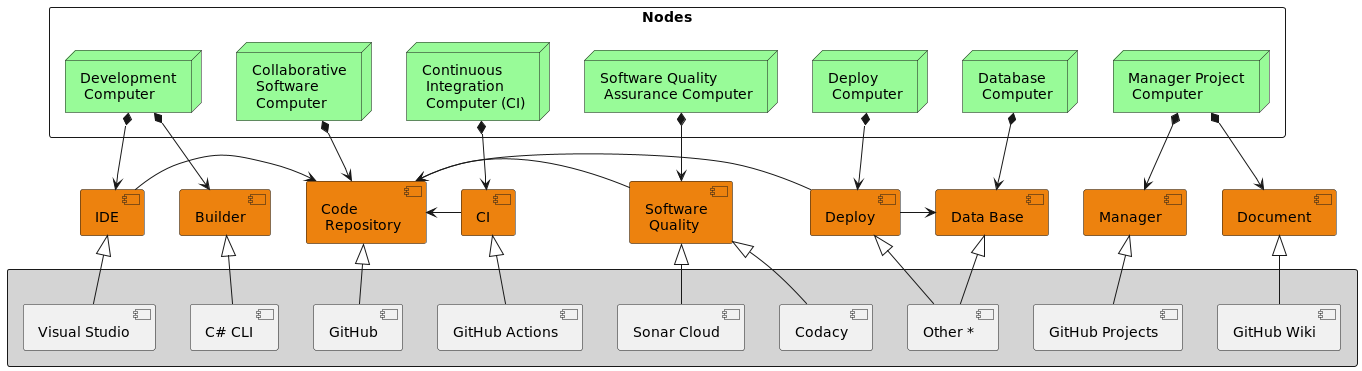 Nodes
Development
Computer
Collaborative
Software
Computer
Continuous
Integration
Computer (CI)
Software Quality
Assurance Computer
Deploy
Computer
Database
Computer
Manager Project
Computer
IDE
Builder
Code
Repository
CI
Software
Quality
Deploy
Data Base
Manager
Document
Visual Studio
C# CLI
GitHub
GitHub Actions
Sonar Cloud
Codacy
Other *
GitHub Projects
GitHub Wiki